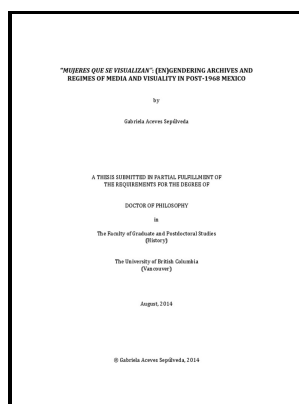 "MUJERES QUE SE VISUALIZAN": (EN)GENDERING ARCHIVES AND
REGIMES OF MEDIA AND VISUALITY IN POST-1968 MEXICO
by
Gabriela Aceves Sepúlveda
A THESIS SUBMITTED IN PARTIAL FULFILLMENT OF
THE REQUIREMENTS FOR THE DEGREE OF
DOCTOR OF PHILOSOPHY
in
The Faculty of Graduate and Postdoctoral Studies
(History)
The University of British Columbia
(Vancouver)
August, 2014
© Gabriela Aceves Sepúlveda, 2014